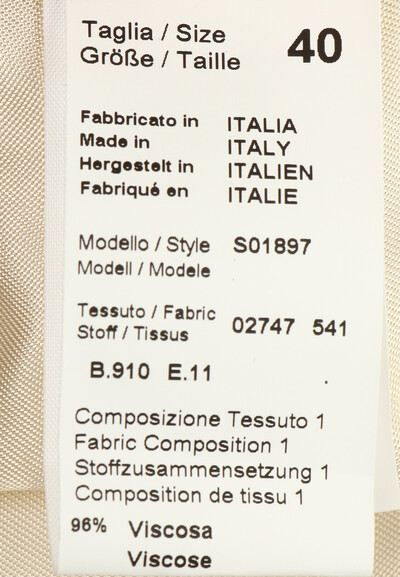 Taglia / Size 40
Größe / Taille
Fabbricato in ITALIA
Made in ITALY
Hergestelt in ITALIEN
Fabriqué en ITALIE
Modello / Style S01897
Modell / Modele
Tessuto / Fabric 02747 541
Stoff / Tissus
B.910 E.11
Composizione Tessuto 1
Fabric Composition 1
Stoffzusammensetzung 1
Composition de tissu 1
96% Viscosa
Viscose